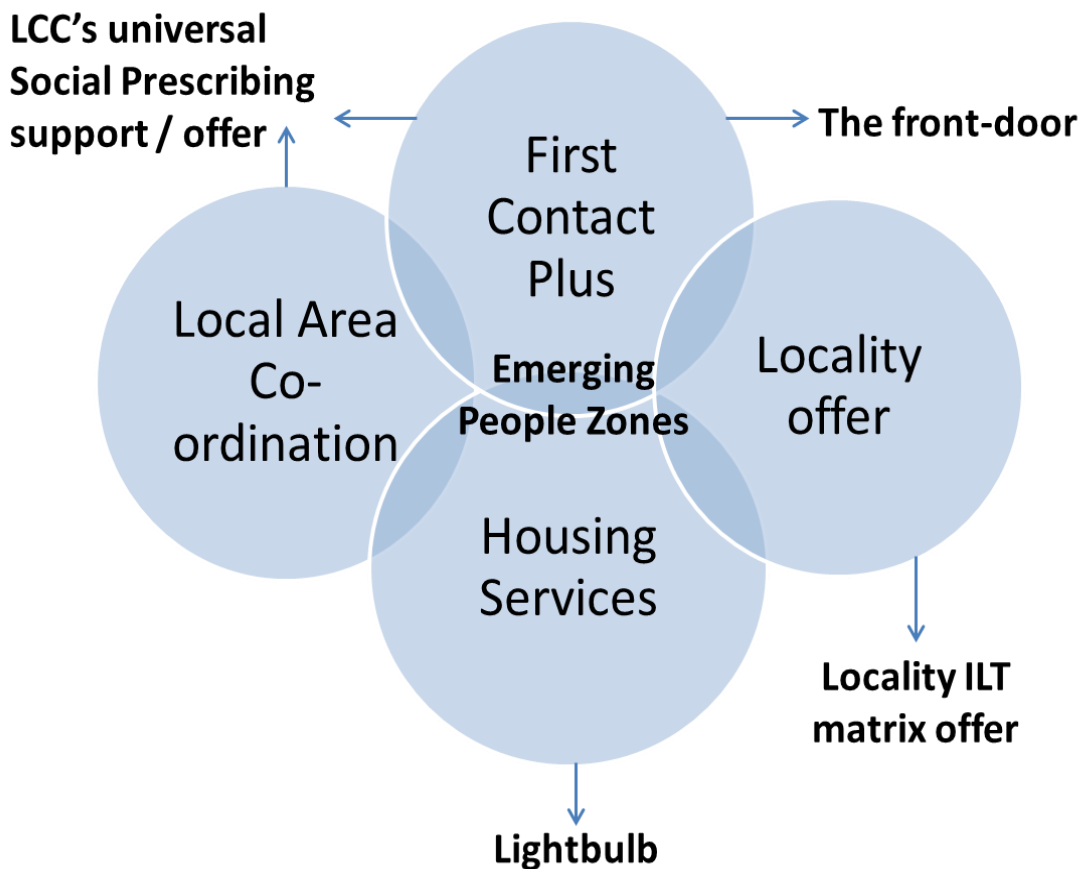 LCC’s universal
Social Prescribing
support / offer
The front-door
First
Contact
Plus
Local Area
Co-
ordination
Emerging
People Zones
Locality
offer
Housing
Services
Locality ILT
matrix offer
Lightbulb